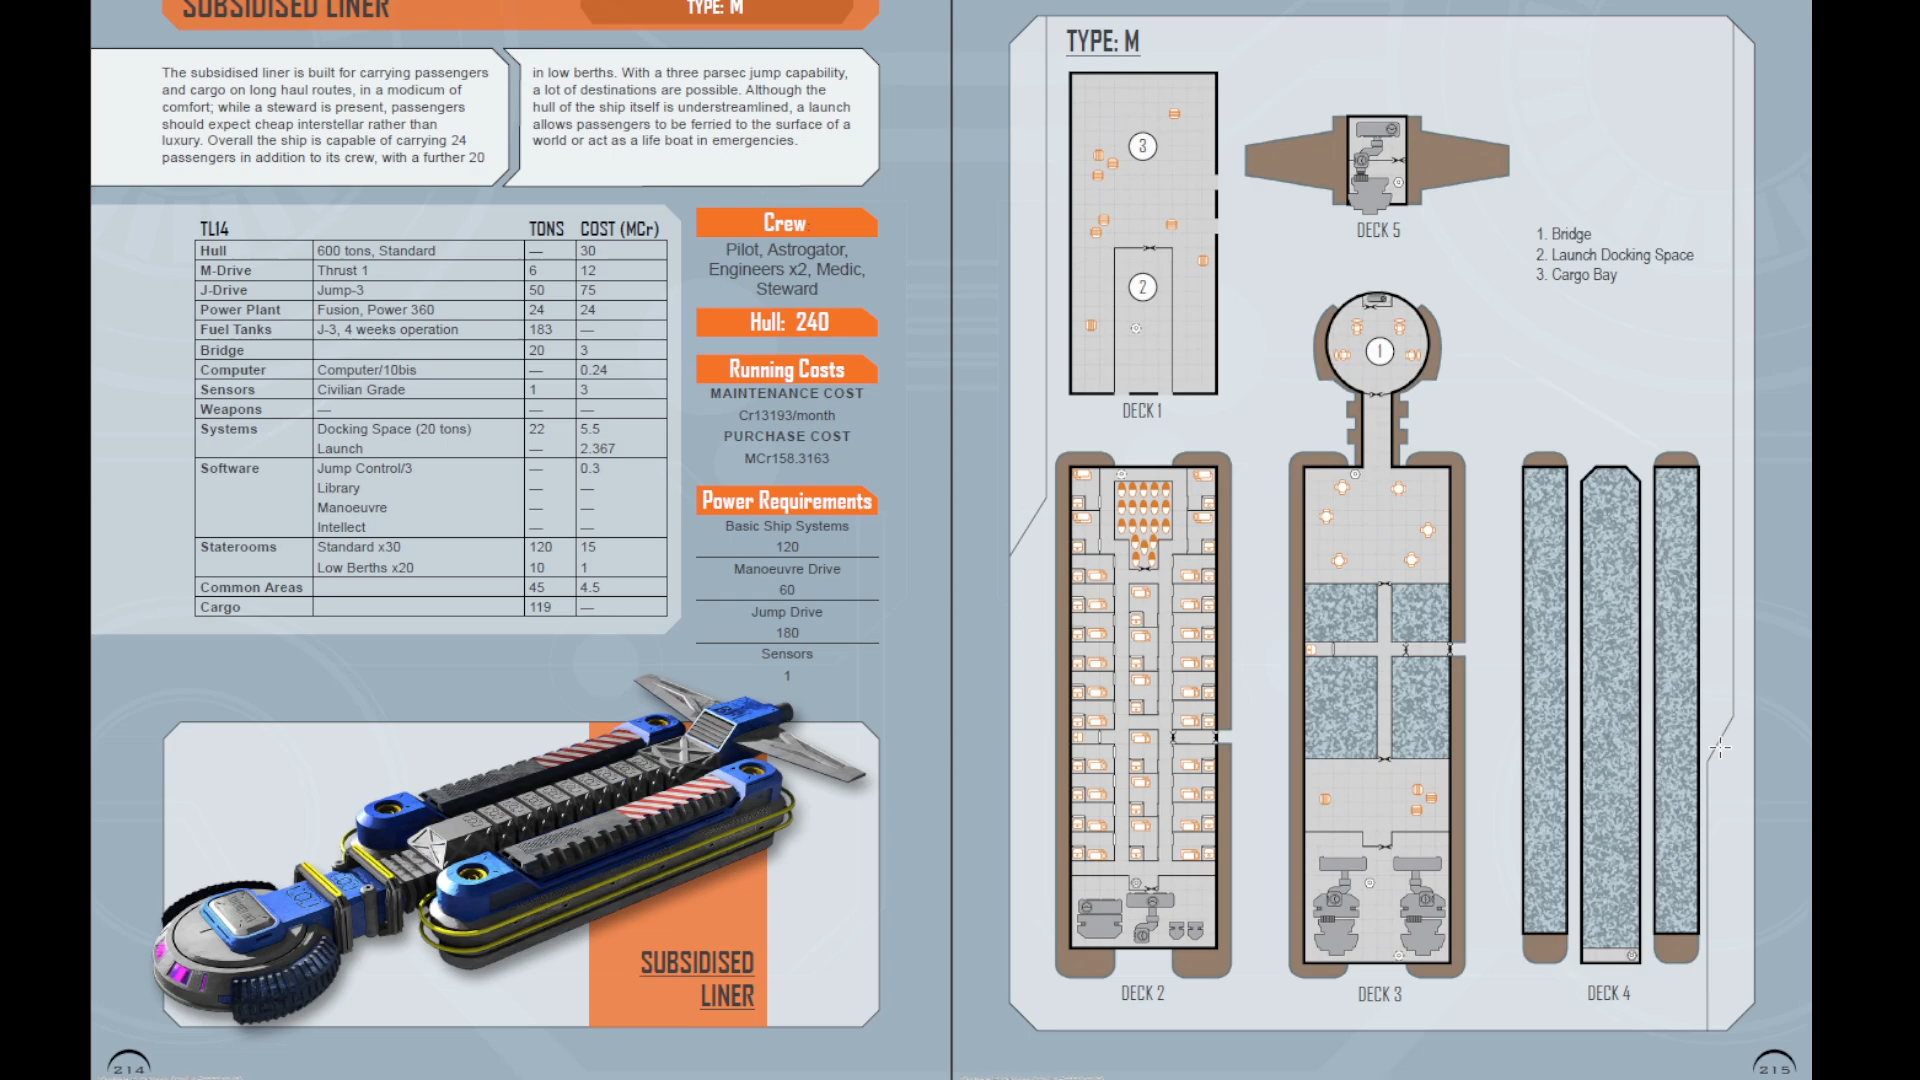 SUBSIDISED LINER
TYPE: M
The subsidised liner is built for carrying passengers
and cargo on long haul routes, in a modicum of
comfort; while a steward is present, passengers
should expect cheap interstellar rather than
luxury. Overall the ship is capable of carrying 24
passengers in addition to its crew, with a further 20
in low berths. With a three parsec jump capability,
a lot of destinations are possible. Although the
hull of the ship itself is understreamlined, a launch
allows passengers to be ferried to the surface of a
world or act as a life boat in emergencies.
TL14 TONS COST (MCr)
Hull 600 tons, Standard — 30
M-Drive Thrust 1 6 12
J-Drive Jump-3 50 75
Power Plant Fusion, Power 360 24 24
Fuel Tanks J-3, 4 weeks operation 183 —
Bridge 20 3
Computer Computer/10bis — 0.24
Sensors Civilian Grade 1 3
Weapons — — —
Systems Docking Space (20 tons) 22 5.5
Launch — 2.367
Software Jump Control/3 — 0.3
Library — —
Manoeuvre — —
Intellect — —
Staterooms Standard x30 120 15
Low Berths x20 10 1
Common Areas 45 4.5
Cargo 119 —
Crew
Pilot, Astrogator,
Engineers x2, Medic,
Steward
Hull: 240
Running Costs
MAINTENANCE COST
Cr13193/month
PURCHASE COST
MCr158.3163
Power Requirements
Basic Ship Systems
120
Manoeuvre Drive
60
Jump Drive
180
Sensors
1
SUBSIDISED
LINER
214
TYPE: M
3
2
DECK 1
DECK 5
1. Bridge
2. Launch Docking Space
3. Cargo Bay
1
DECK 2
DECK 3
DECK 4
215